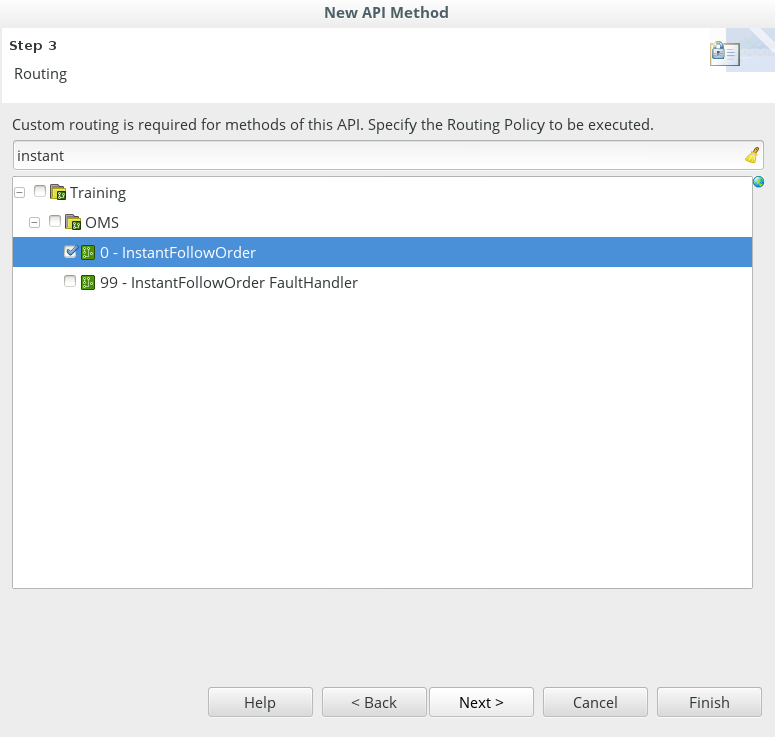 New API Method
Step 3
Routing
Custom routing is required for methods of this API. Specify the Routing Policy to be executed.
instant
Training
OMS
0 - InstantFollowOrder
99 - InstantFollowOrder FaultHandler
Help
< Back
Next >
Cancel
Finish